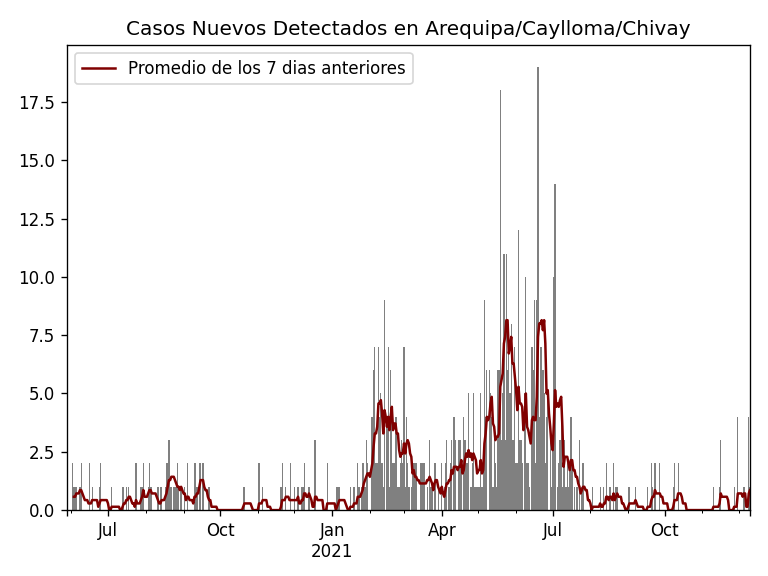 Casos Nuevos Detectados en Arequipa/Caylloma/Chivay
Promedio de los 7 dias anteriores
17.5
15.0
12.5
10.0
7.5
5.0
2.5
0.0
Jul
Oct
Jan
2021
Apr
Jul
Oct